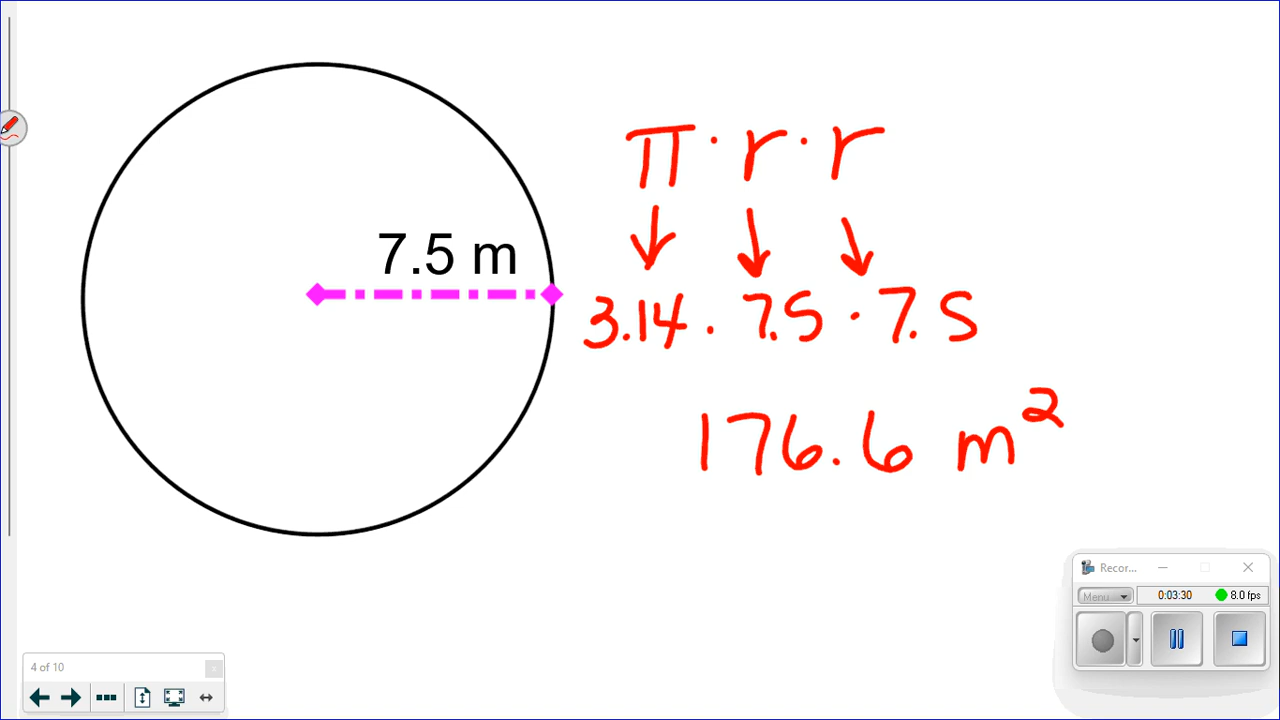 π · r · r
7.5 m
3.14 · 7.5 · 7.5
176.6 m²
Recor...
Menu
0:03:30
8.0 fps
4 of 10